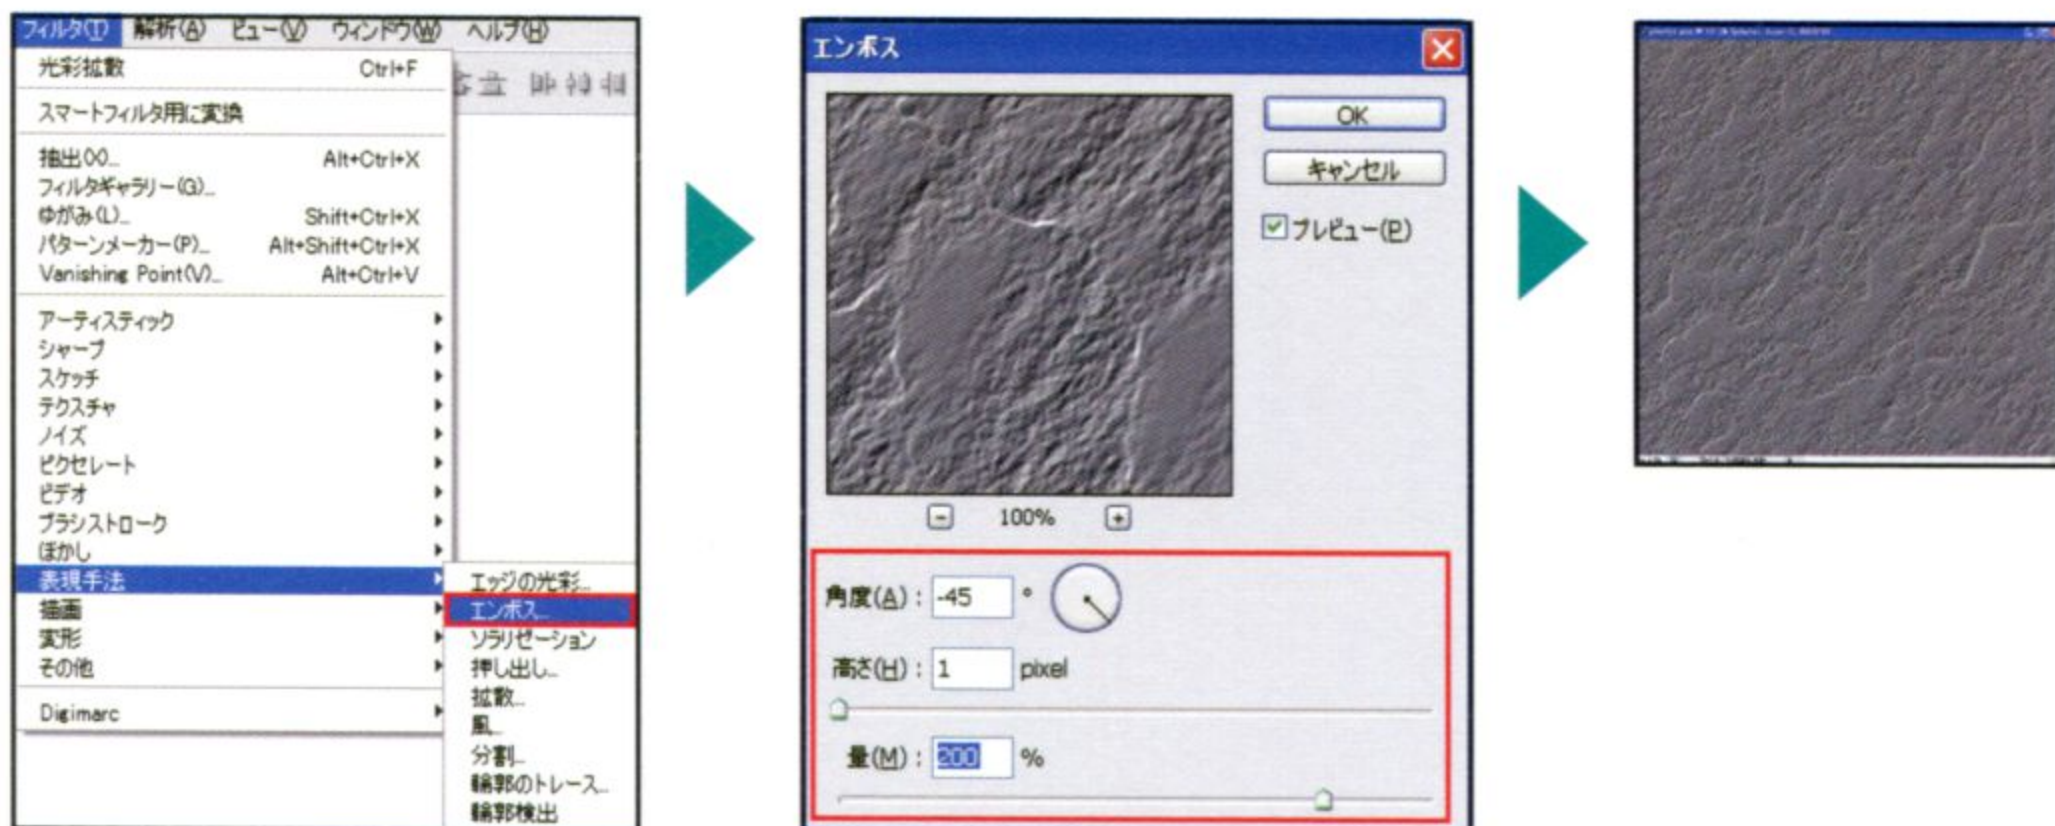 フィルタ(T) 解析(A) ビュー(V) ウィンドウ(W) ヘルプ(H)
光彩拡散 Ctrl+F
スマートフィルタ用に変換
抽出(X)... Alt+Ctrl+X
フィルタギャラリー(G)...
ゆがみ(L)... Shift+Ctrl+X
パターンメーカー(P)... Alt+Shift+Ctrl+X
Vanishing Point(V)... Alt+Ctrl+V
アーティスティック
シャープ
スケッチ
テクスチャ
ノイズ
ピクセレート
ビデオ
ブラシストローク
ぼかし
表現手法
描画
変形
その他
Digimarc
エッジの光彩...
エンボス...
ソラリゼーション
押し出し...
拡散...
風...
分割...
輪郭のトレース...
輪郭検出
エンボス
OK
キャンセル
プレビュー(P)
100%
角度(A) : -45 °
高さ(H) : 1 pixel
量(M) : 200 %